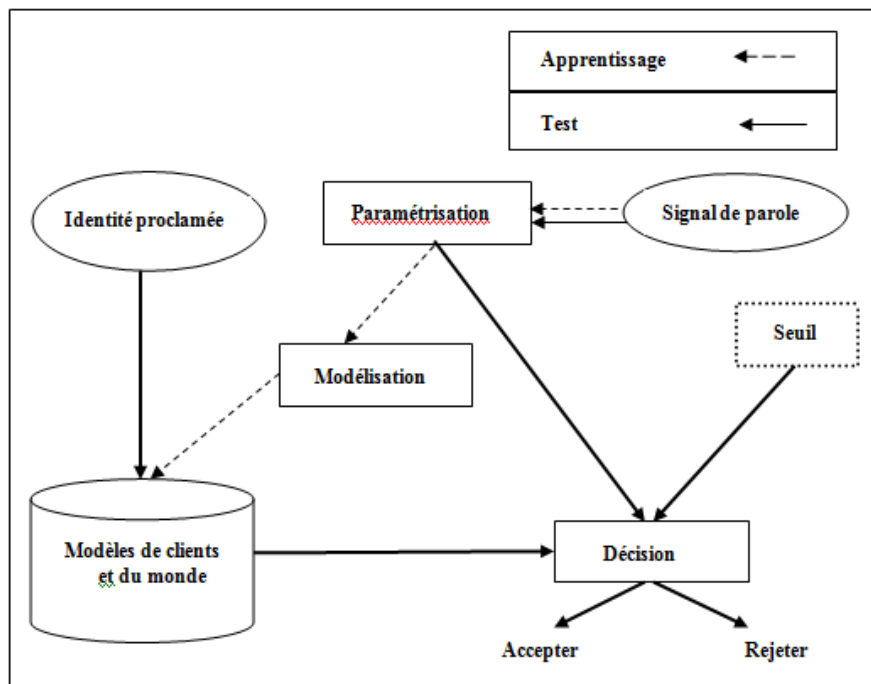 Apprentissage
Test
Identité proclamée
Paramétrisation
Signal de parole
Seuil
Modélisation
Modèles de clients
et du monde
Décision
Accepter
Rejeter